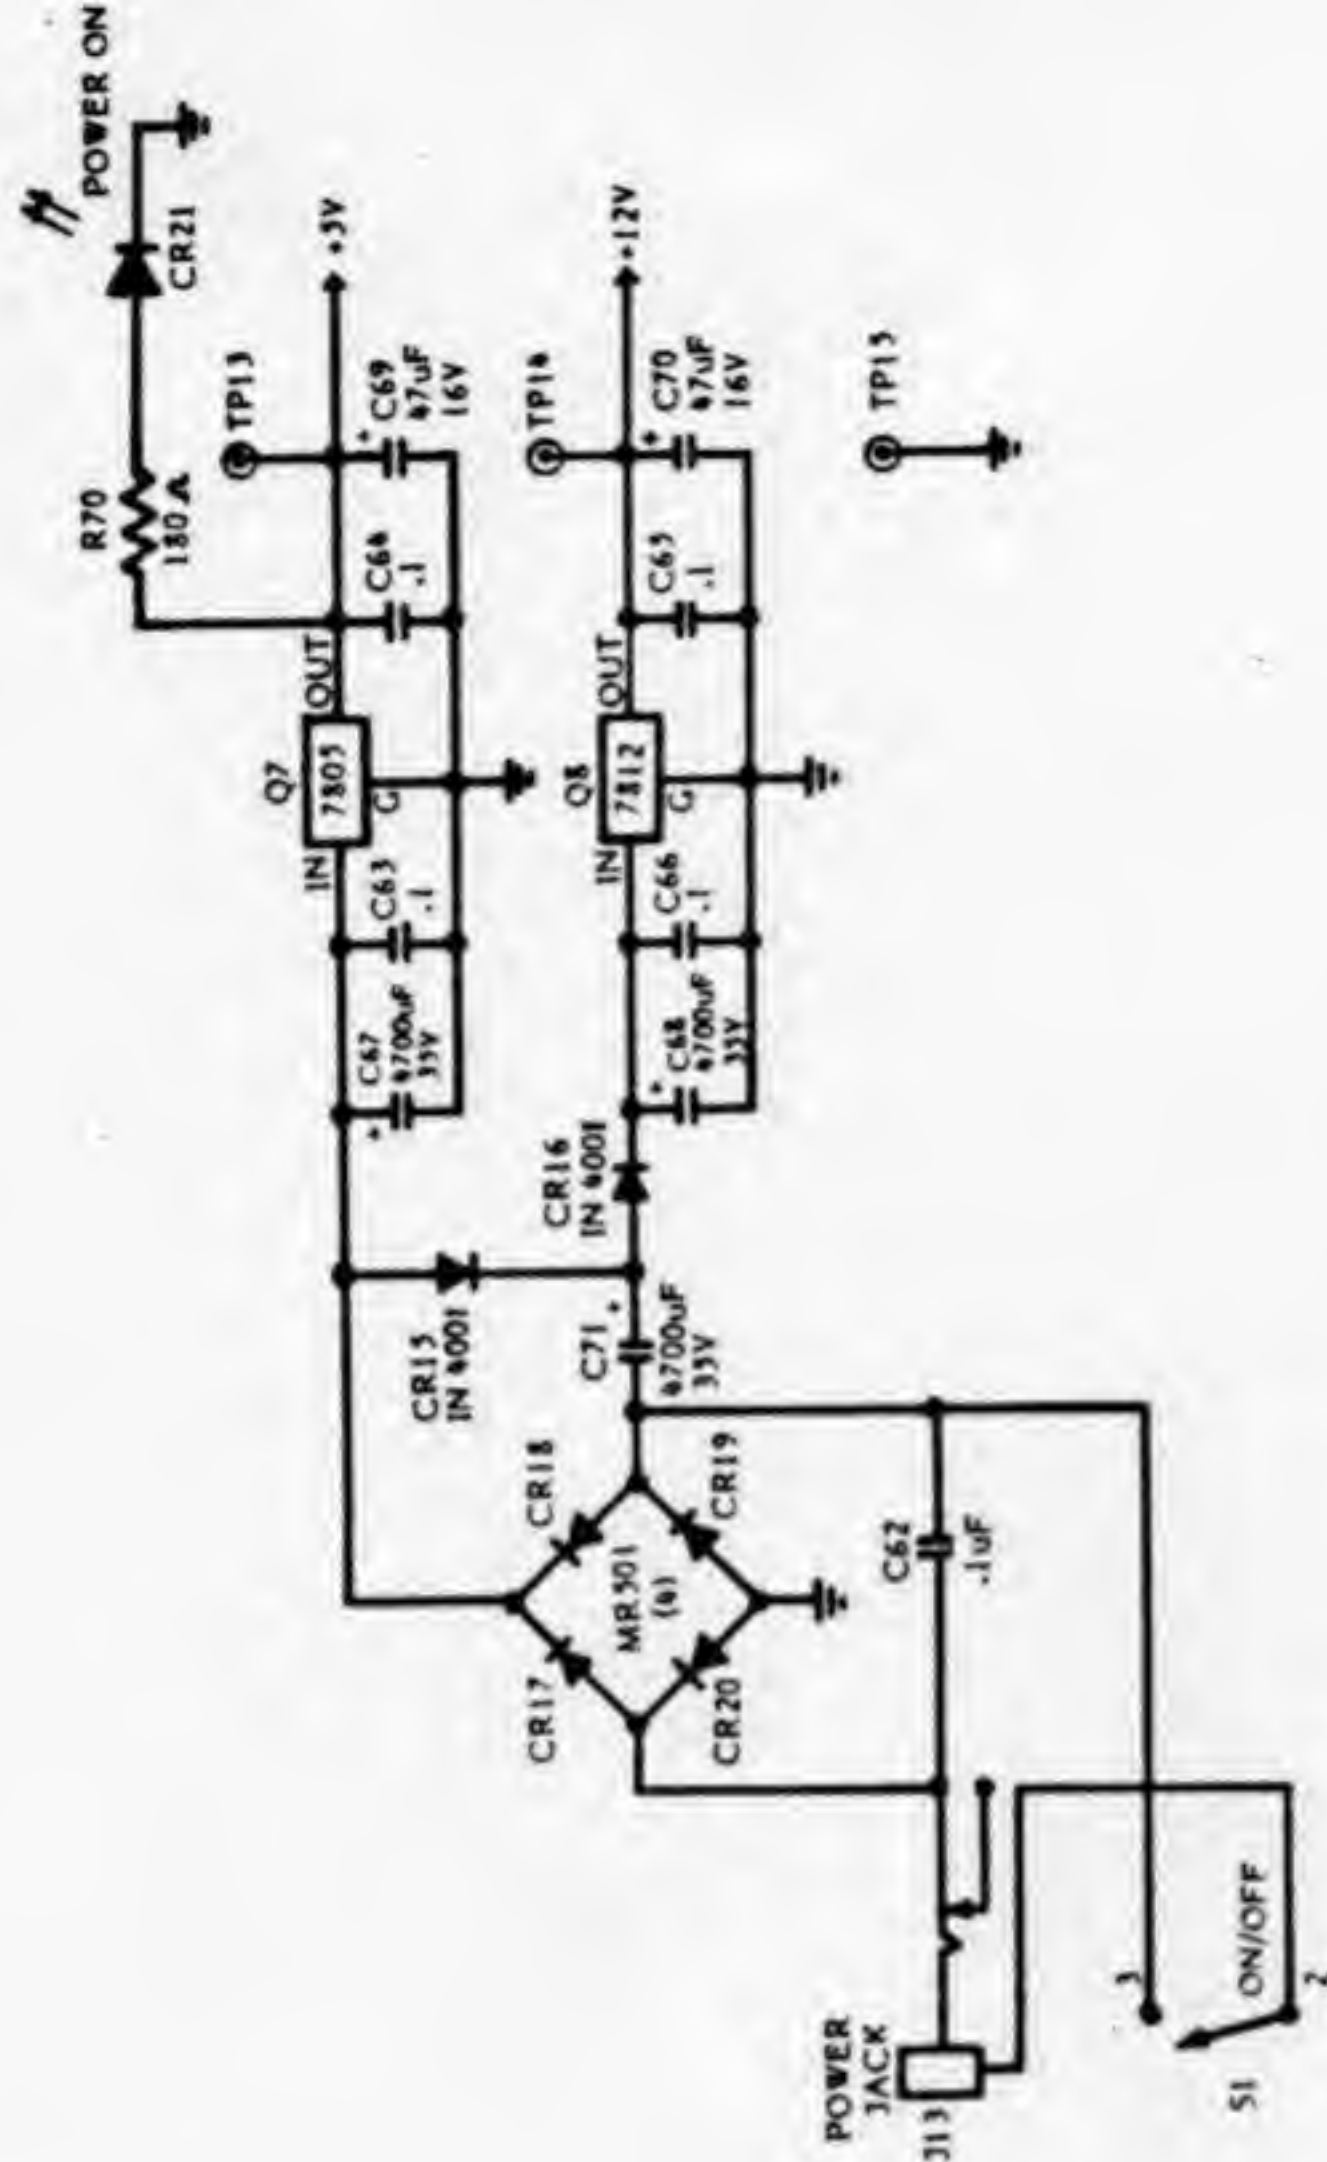 POWER ON
CR21
R70
180 Λ
TP13
+5V
C69
47uF
16V
C64
.1
Q7
7805
IN
OUT
G
C63
.1
C67
4700uF
35V
+
+
TP14
+12V
C70
47uF
16V
+
C65
.1
Q8
7812
IN
OUT
G
C66
.1
C68
4700uF
35V
+
TP15
CR16
IN 4001
CR15
IN 4001
C71
4700uF
35V
+
CR18
CR19
CR17
CR20
MR501
(4)
C62
.1uF
POWER
JACK
J13
ON/OFF
S1
3
2